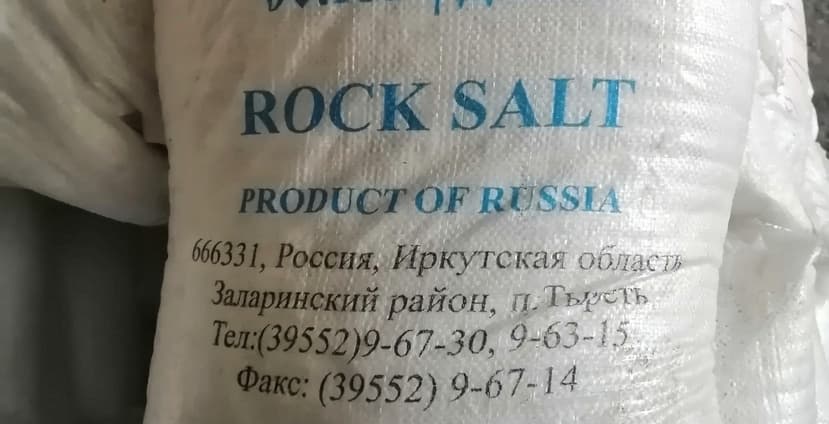 ROCK SALT
PRODUCT OF RUSSIA
666331, Россия, Иркутская область
Заларинский район, п.Тыреть
Тел:(39552)9-67-30, 9-63-15
Факс: (39552) 9-67-14